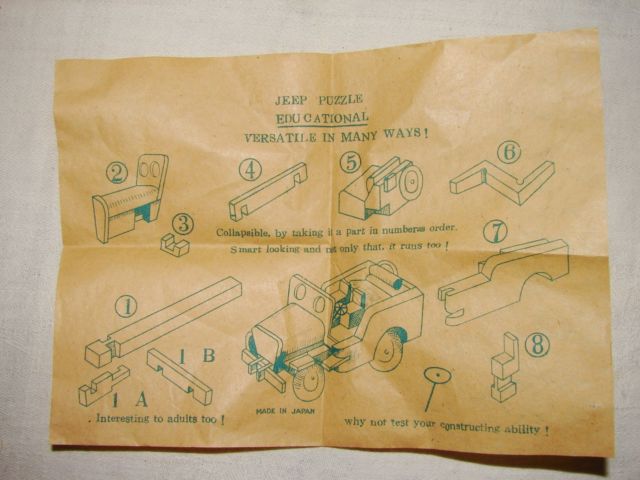 JEEP PUZZLE
EDUCATIONAL
VERSATILE IN MANY WAYS!
2
4
5
6
3
Collapsible, by taking it a part in numberes order.
Smart looking and not only that, it runs too!
7
1
1 B
8
1 A
MADE IN JAPAN
Interesting to adults too!
why not test your constructing ability!